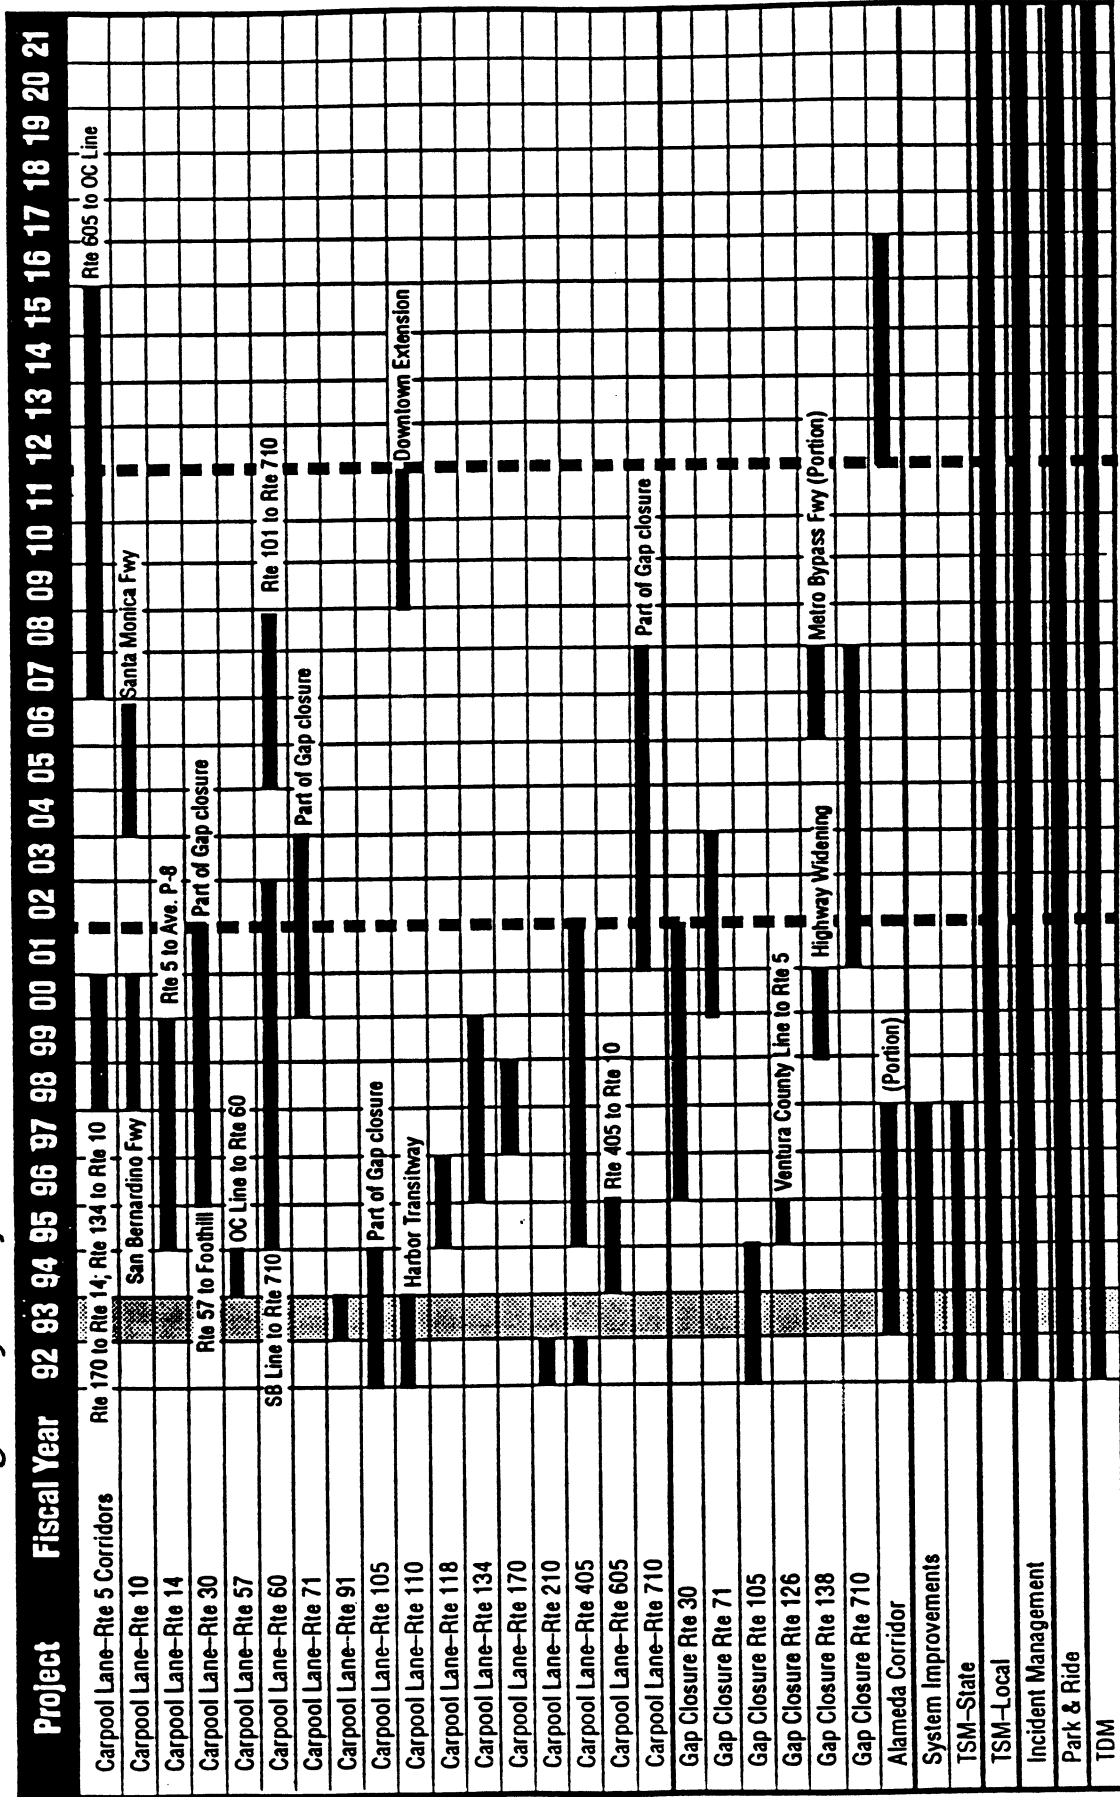 Project Fiscal Year 92 93 94 95 96 97 98 99 00 01 02 03 04 05 06 07 08 09 10 11 12 13 14 15 16 17 18 19 20 21
Carpool Lane–Rte 5 Corridors Rte 170 to Rte 14; Rte 134 to Rte 10 Rte 605 to OC Line
Carpool Lane–Rte 10 San Bernardino Fwy Santa Monica Fwy
Carpool Lane–Rte 14 Rte 5 to Ave. P-8
Carpool Lane–Rte 30 Rte 57 to Foothill Part of Gap closure
Carpool Lane–Rte 57 OC Line to Rte 60
Carpool Lane–Rte 60 SB Line to Rte 710 Rte 101 to Rte 710
Carpool Lane–Rte 71 Part of Gap closure
Carpool Lane–Rte 91
Carpool Lane–Rte 105 Part of Gap closure
Carpool Lane–Rte 110 Harbor Transitway Downtown Extension
Carpool Lane–Rte 118
Carpool Lane–Rte 134
Carpool Lane–Rte 170
Carpool Lane–Rte 210
Carpool Lane–Rte 405
Carpool Lane–Rte 605 Rte 405 to Rte 10
Carpool Lane–Rte 710 Part of Gap closure
Gap Closure Rte 30
Gap Closure Rte 71
Gap Closure Rte 105
Gap Closure Rte 126 Ventura County Line to Rte 5
Gap Closure Rte 138 Highway Widening Metro Bypass Fwy (Portion)
Gap Closure Rte 710
Alameda Corridor (Portion)
System Improvements
TSM–State
TSM–Local
Incident Management
Park & Ride
TDM